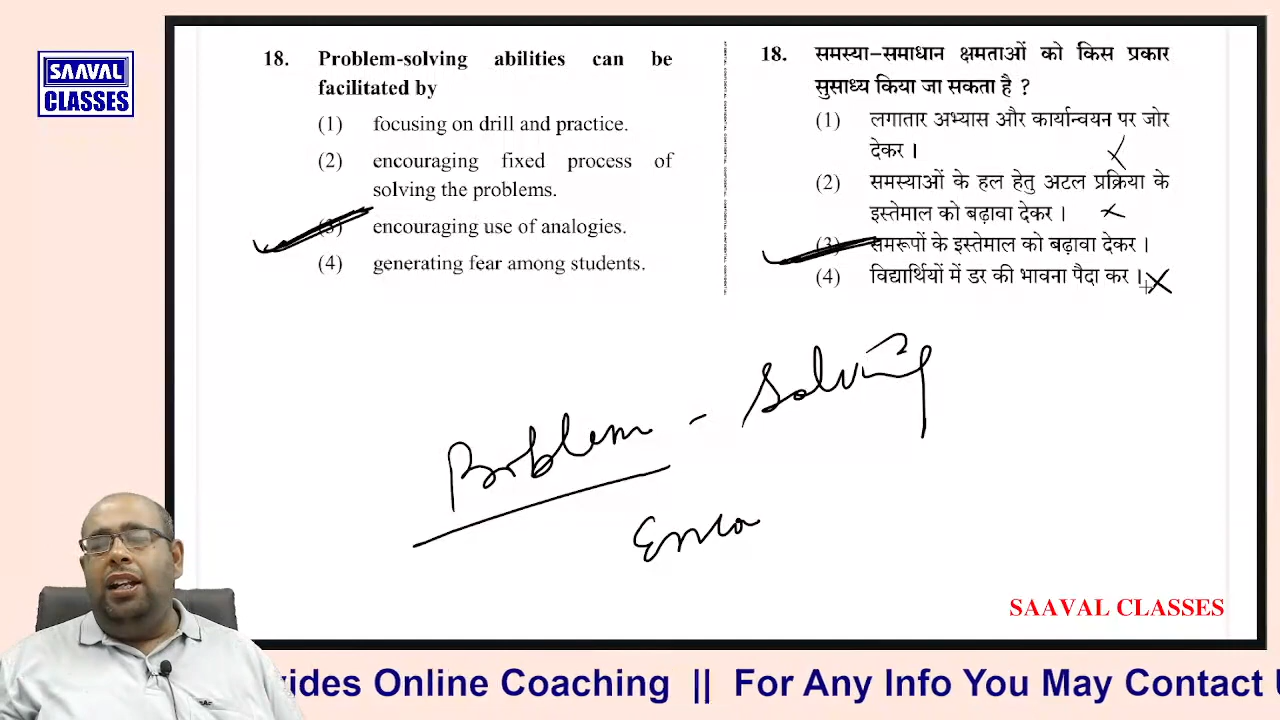 SAAVAL
CLASSES
18. Problem-solving abilities can be
facilitated by
(1) focusing on drill and practice.
(2) encouraging fixed process of
solving the problems.
(3) encouraging use of analogies.
(4) generating fear among students.
18. समस्या-समाधान क्षमताओं को किस प्रकार
सुसाध्य किया जा सकता है ?
(1) लगातार अभ्यास और कार्यान्वयन पर जोर
देकर ।
(2) समस्याओं के हल हेतु अटल प्रक्रिया के
इस्तेमाल को बढ़ावा देकर ।
(3) समरूपों के इस्तेमाल को बढ़ावा देकर ।
(4) विद्यार्थियों में डर की भावना पैदा कर ।
Problem - Solving
SAAVAL CLASSES
vides Online Coaching || For Any Info You May Contact U